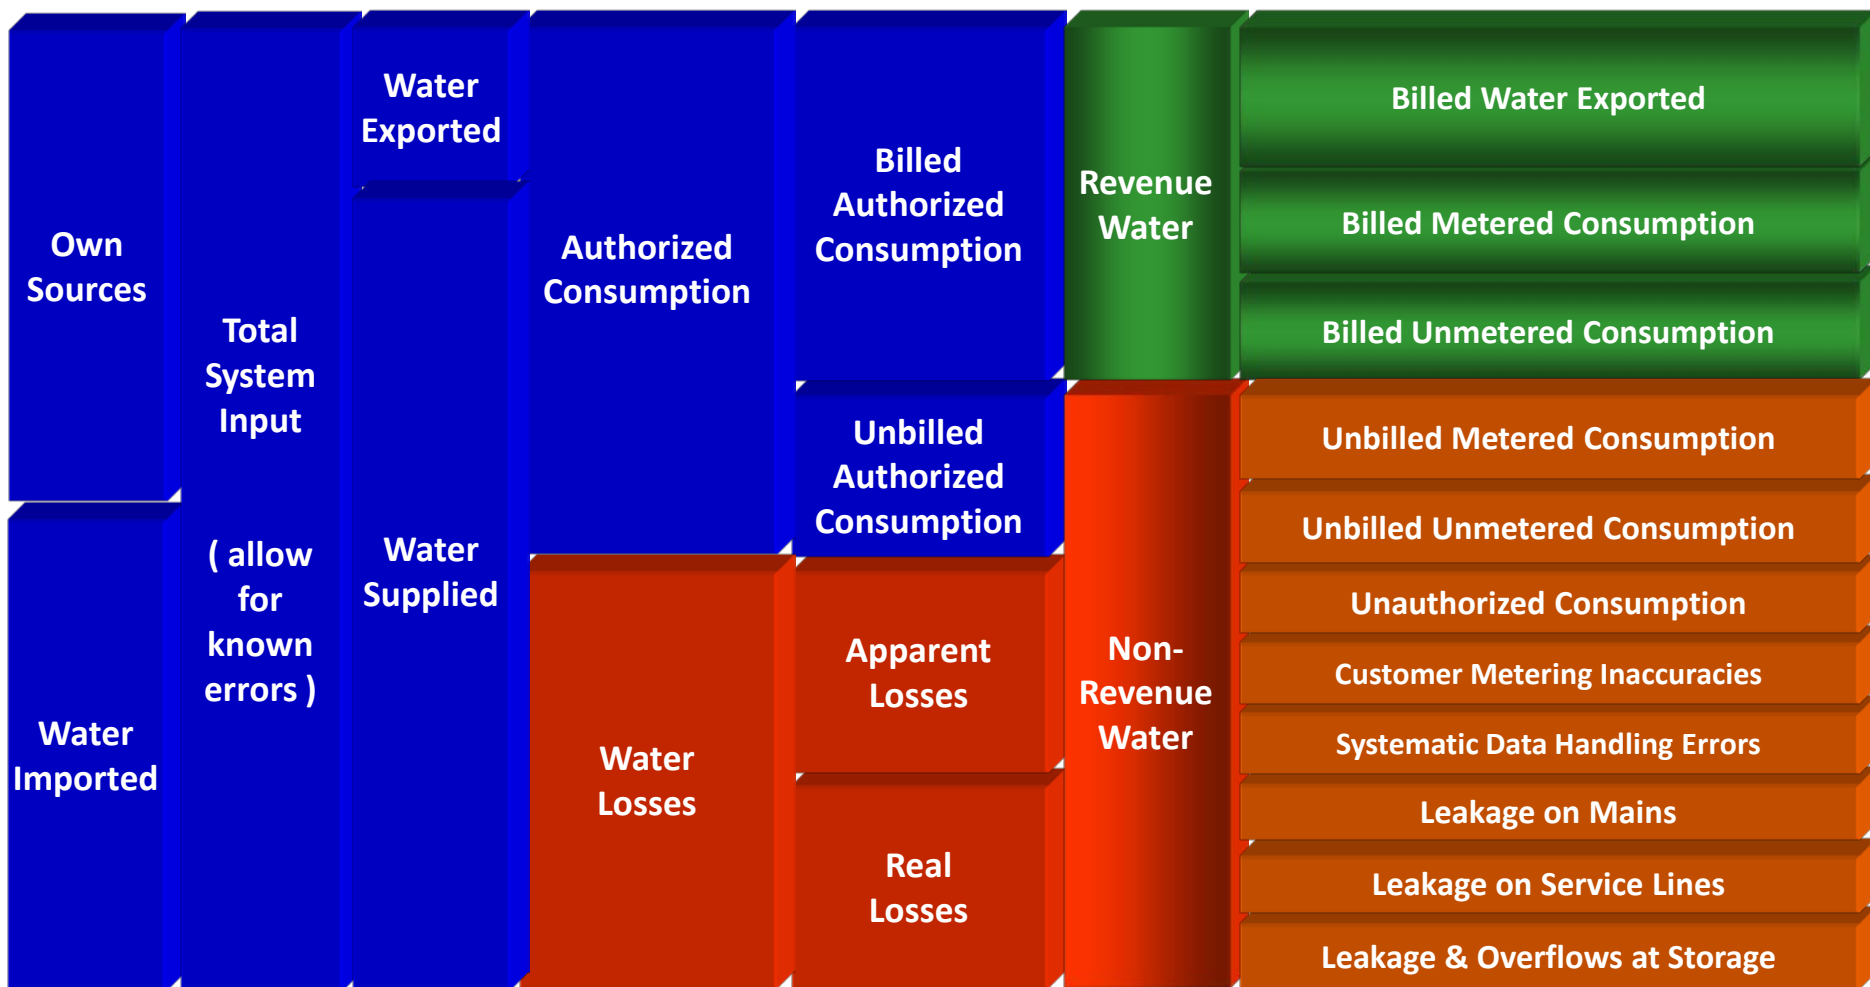 Own
Sources
Water
Imported
Total
System
Input
( allow
for
known
errors )
Water
Exported
Water
Supplied
Authorized
Consumption
Water
Losses
Billed
Authorized
Consumption
Unbilled
Authorized
Consumption
Apparent
Losses
Real
Losses
Revenue
Water
Non-
Revenue
Water
Billed Water Exported
Billed Metered Consumption
Billed Unmetered Consumption
Unbilled Metered Consumption
Unbilled Unmetered Consumption
Unauthorized Consumption
Customer Metering Inaccuracies
Systematic Data Handling Errors
Leakage on Mains
Leakage on Service Lines
Leakage & Overflows at Storage